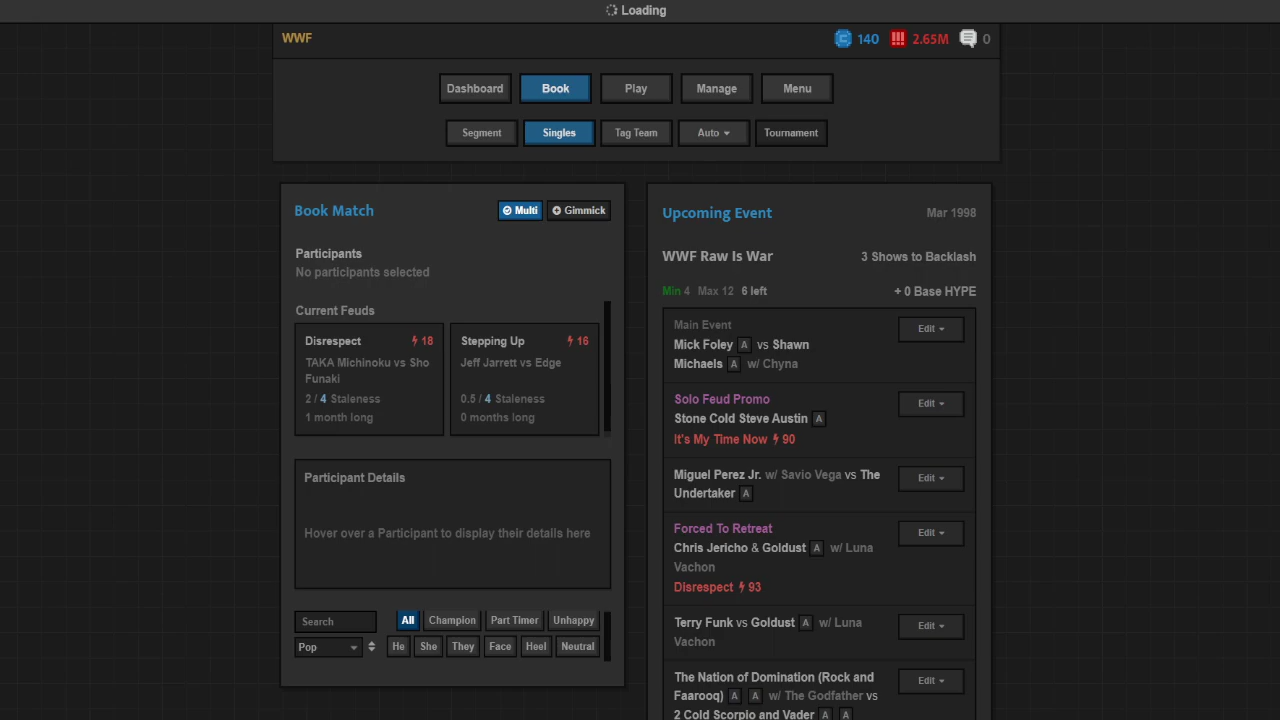 Loading
WWF
140
2.65M
0
Dashboard
Book
Play
Manage
Menu
Segment
Singles
Tag Team
Auto
Tournament
Book Match
Multi
Gimmick
Participants
No participants selected
Current Feuds
Disrespect
18
TAKA Michinoku vs Sho
Funaki
2 / 4 Staleness
1 month long
Stepping Up
16
Jeff Jarrett vs Edge
0.5 / 4 Staleness
0 months long
Participant Details
Hover over a Participant to display their details here
Search
All
Champion
Part Timer
Unhappy
Pop
He
She
They
Face
Heel
Neutral
Upcoming Event
Mar 1998
WWF Raw Is War
3 Shows to Backlash
Min 4 Max 12 6 left
+ 0 Base HYPE
Main Event
Edit
Mick Foley A vs Shawn
Michaels A w/ Chyna
Solo Feud Promo
Edit
Stone Cold Steve Austin A
It's My Time Now 90
Miguel Perez Jr. w/ Savio Vega vs The
Edit
Undertaker A
Forced To Retreat
Edit
Chris Jericho & Goldust A w/ Luna
Vachon
Disrespect 93
Terry Funk vs Goldust A w/ Luna
Edit
Vachon
The Nation of Domination (Rock and
Edit
Faarooq) A A w/ The Godfather vs
2 Cold Scorpio and Vader A A